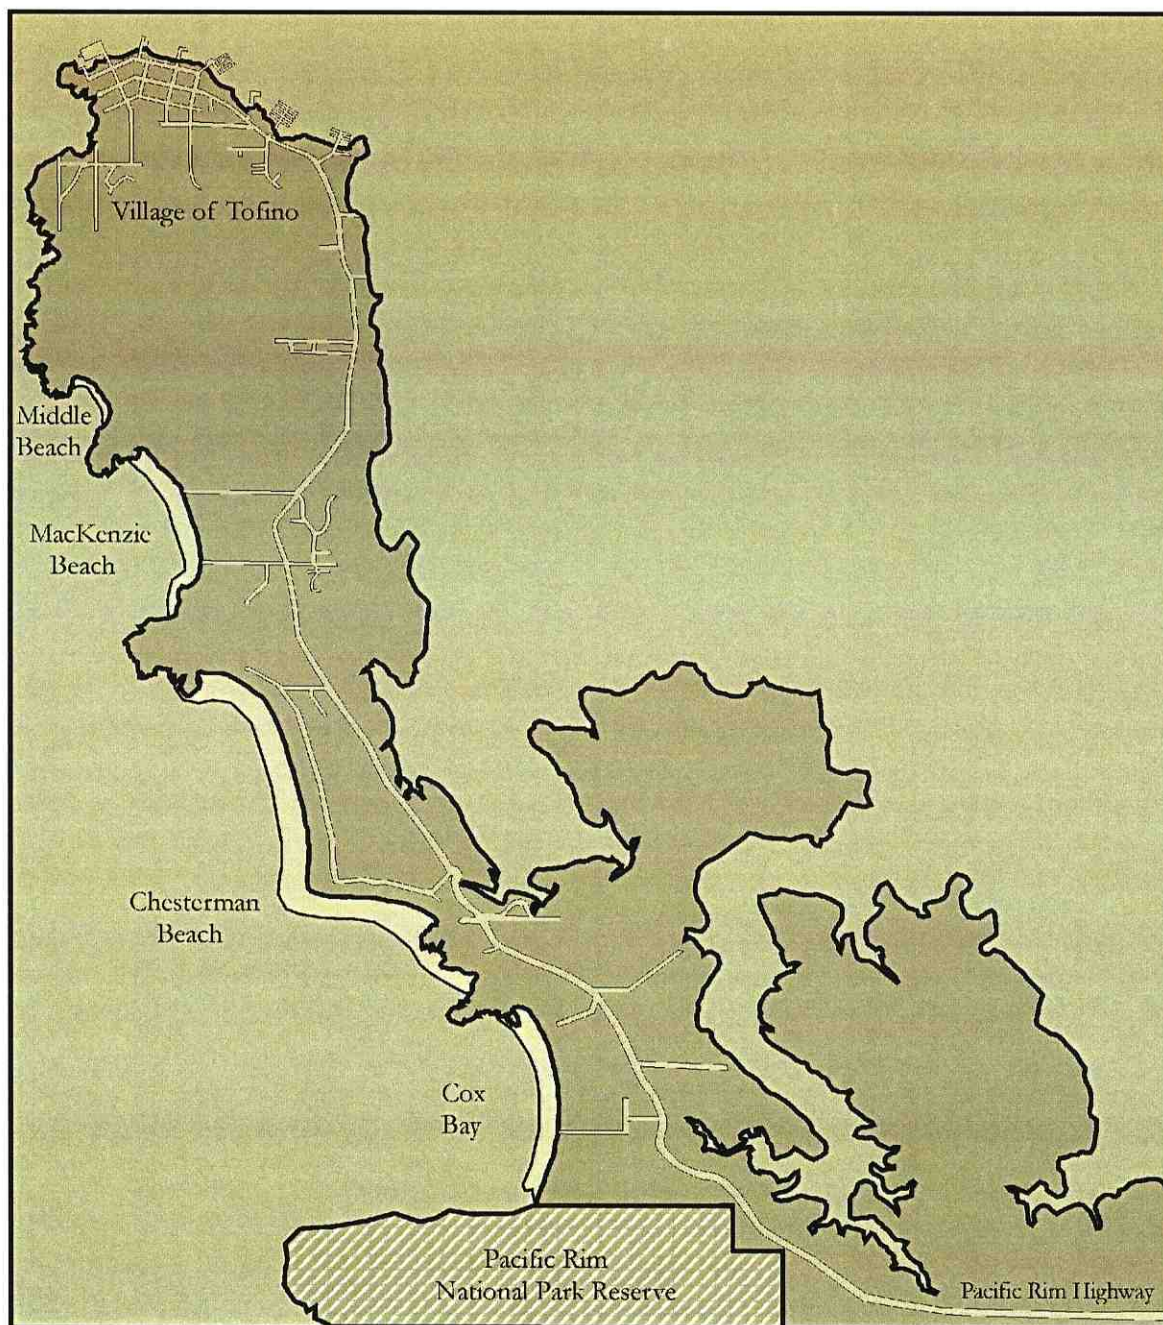 Village of Tofino
Middle
Beach
MacKenzie
Beach
Chesterman
Beach
Cox
Bay
Pacific Rim
National Park Reserve
Pacific Rim Highway